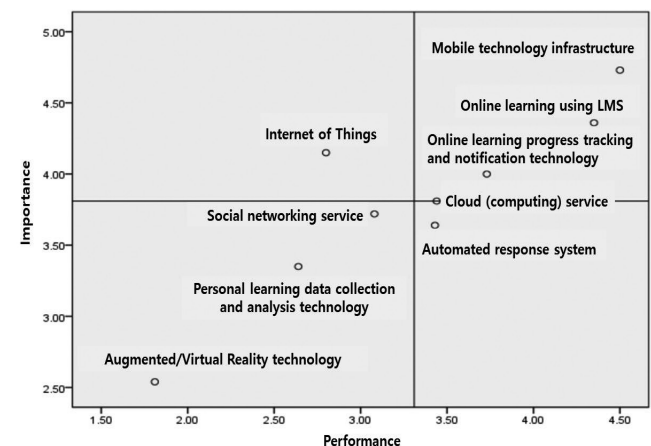 5.00
Mobile technology infrastructure
4.50
Online learning using LMS
Internet of Things
Online learning progress tracking
and notification technology
4.00
Importance
Cloud (computing) service
Social networking service
3.50
Automated response system
Personal learning data collection
and analysis technology
3.00
Augmented/Virtual Reality technology
2.50
1.50 2.00 2.50 3.00 3.50 4.00 4.50
Performance